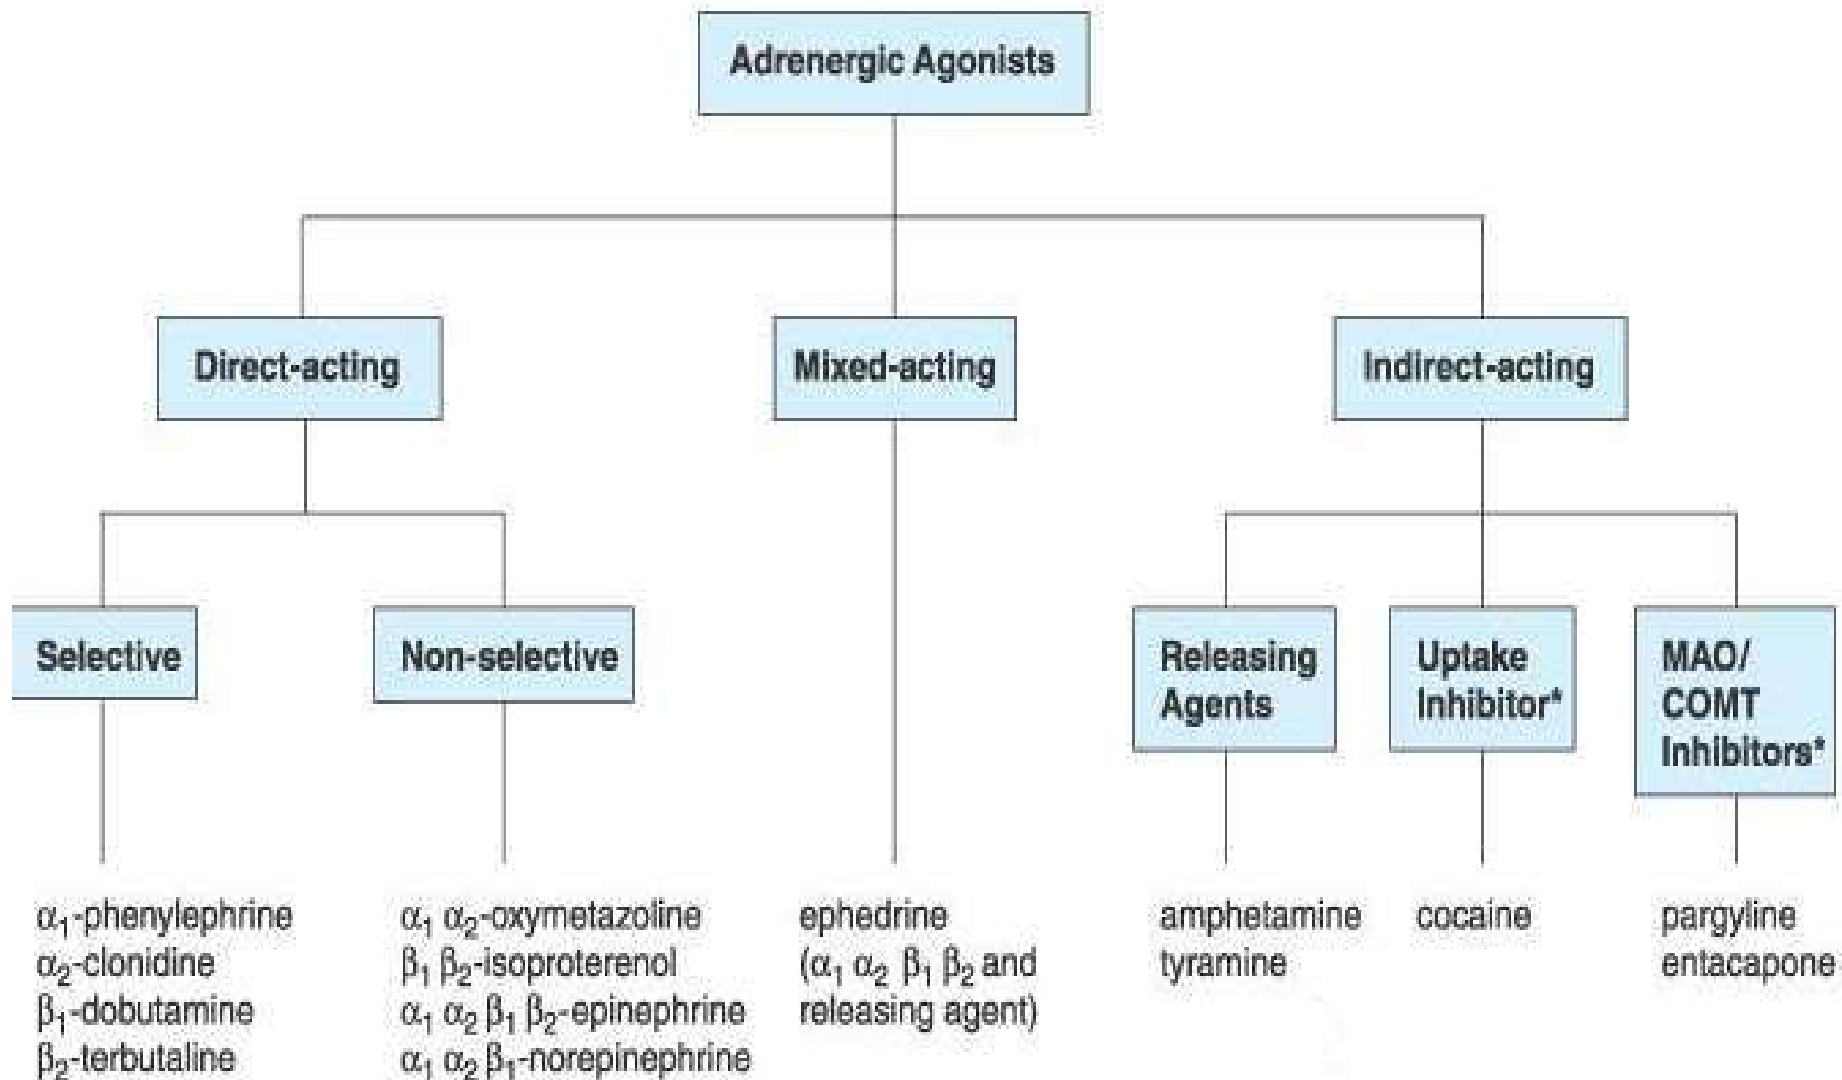 Adrenergic Agonists
Direct-acting
Mixed-acting
Indirect-acting
Selective
Non-selective
Releasing
Agents
Uptake
Inhibitor*
MAO/
COMT
Inhibitors*
α₁-phenylephrine
α₂-clonidine
β₁-dobutamine
β₂-terbutaline
α₁ α₂-oxymetazoline
β₁ β₂-isoproterenol
α₁ α₂ β₁ β₂-epinephrine
α₁ α₂ β₁-norepinephrine
ephedrine
(α₁ α₂ β₁ β₂ and
releasing agent)
amphetamine
tyramine
cocaine
pargyline
entacapone